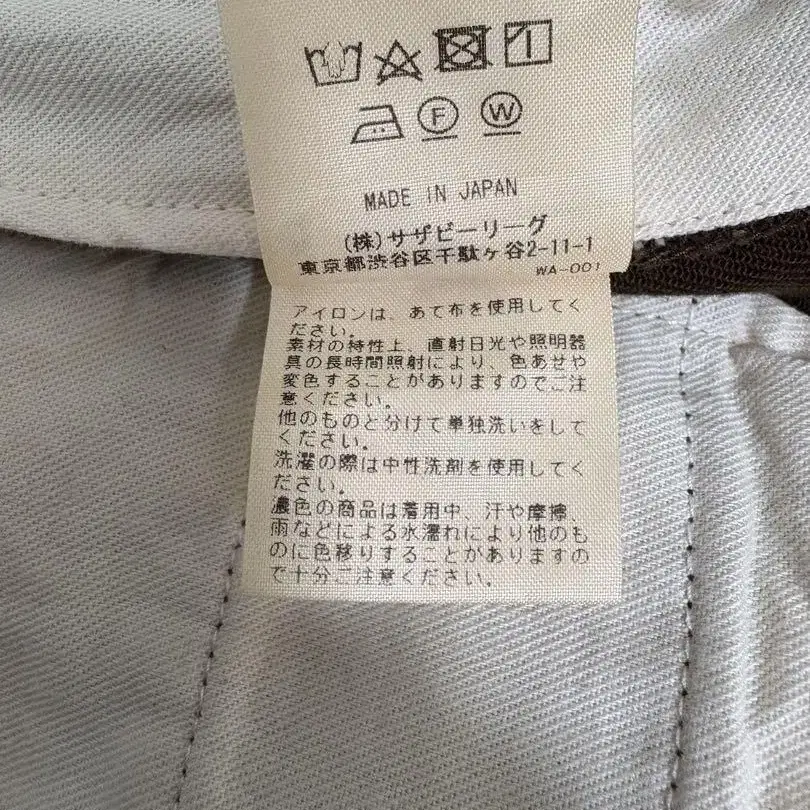 F W
MADE IN JAPAN
(株)サザビーリーグ
東京都渋谷区千駄ヶ谷2-11-1
WA-001
アイロンは、あて布を使用してく
ださい。
素材の特性上、直射日光や照明器
具の長時間照射により、色あせや
変色することがありますのでご注
意ください。
他のものと分けて単独洗いをして
ください。
洗濯の際は中性洗剤を使用してく
ださい。
濃色の商品は着用中、汗や摩擦、
雨などによる水濡れにより他のも
のに色移りすることがありますの
で十分ご注意ください。